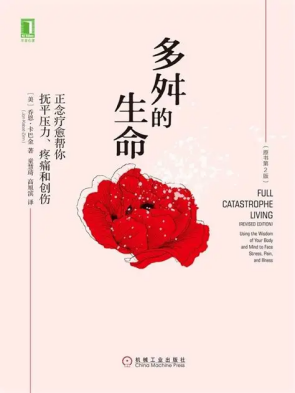 多舛的生命
正念疗愈帮你
抚平压力、疼痛和创伤
(原书第2版)
[美] 乔恩·卡巴金 著
(Jon Kabat-Zinn)
童慧琦 高旭滨 译
FULL
CATASTROPHE
LIVING
(REVISED EDITION)
Using the Wisdom
of Your Body
and Mind to Face
Stress, Pain,
and Illness
机械工业出版社
China Machine Press